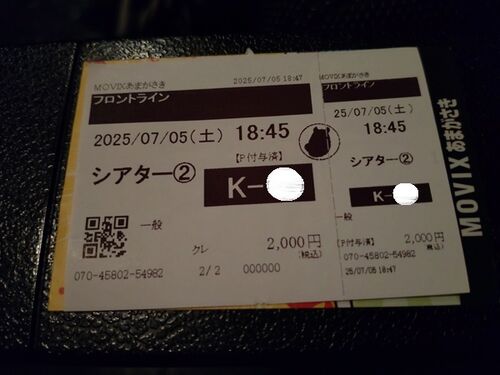 MOVIXあまがさき 2025/07/05 18:47
フロントライン
2025/07/05(土) 18:45
【P付与済】
シアター② K-
一般
クレ 2,000円
(税込)
070-45802-54982 2/2 000000
MOVIXあまがさき
フロントライン
25/07/05(土)
18:45
シアター②
K-
一般
【P付与済】 2,000円
(税込)
070-45802-54982
25/07/05 18:47
MOVIX あまがさき